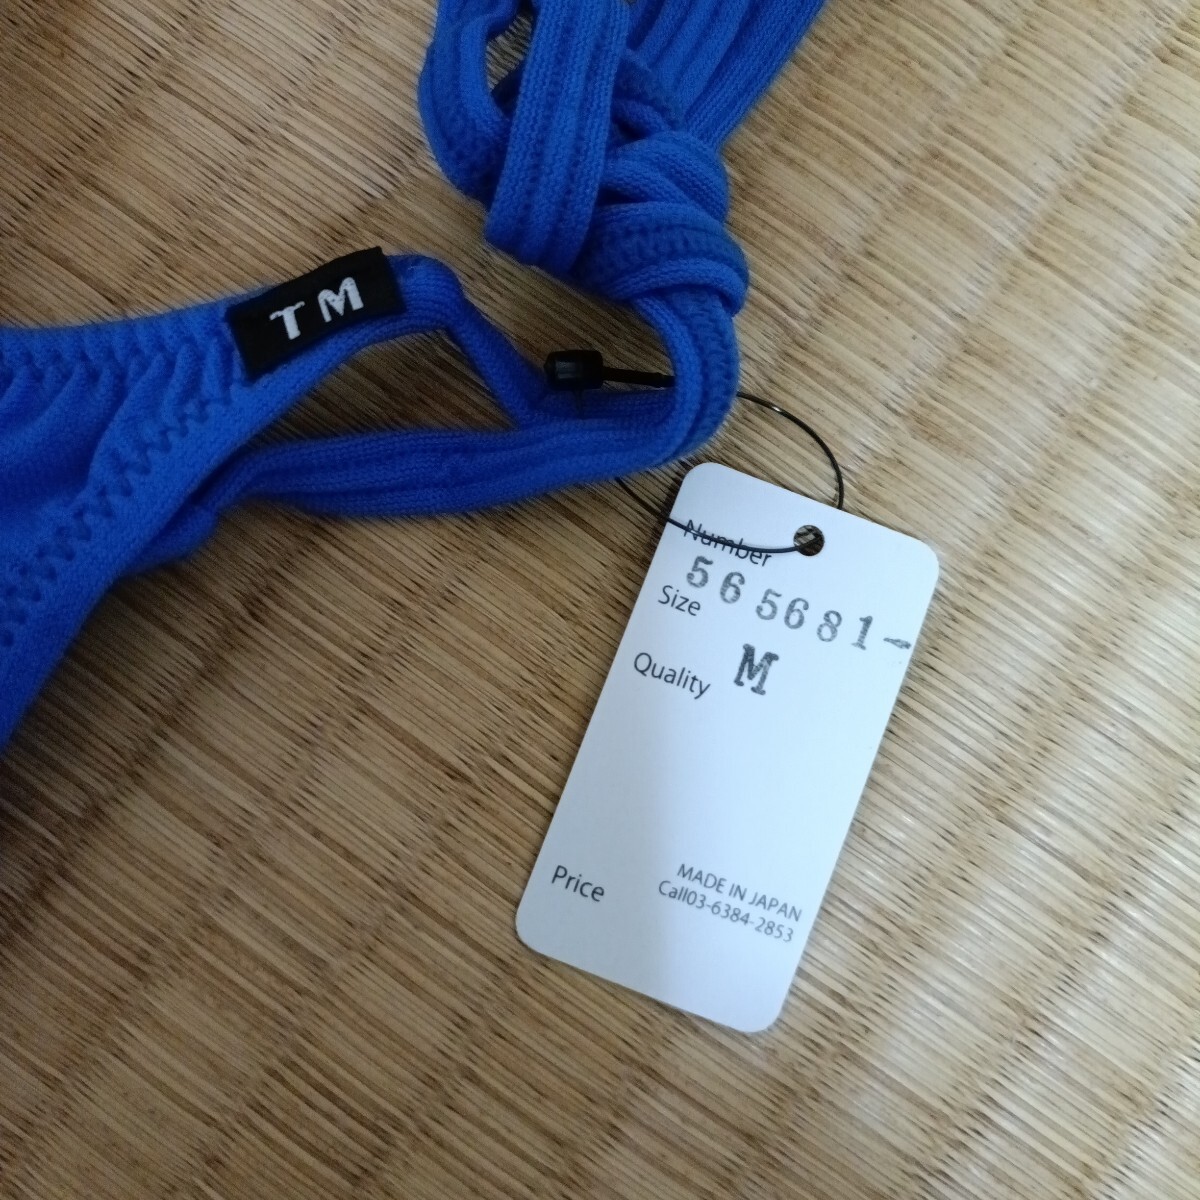 TM
Number
565681-
Size
M
Quality
Price
MADE IN JAPAN
Call03-6384-2853